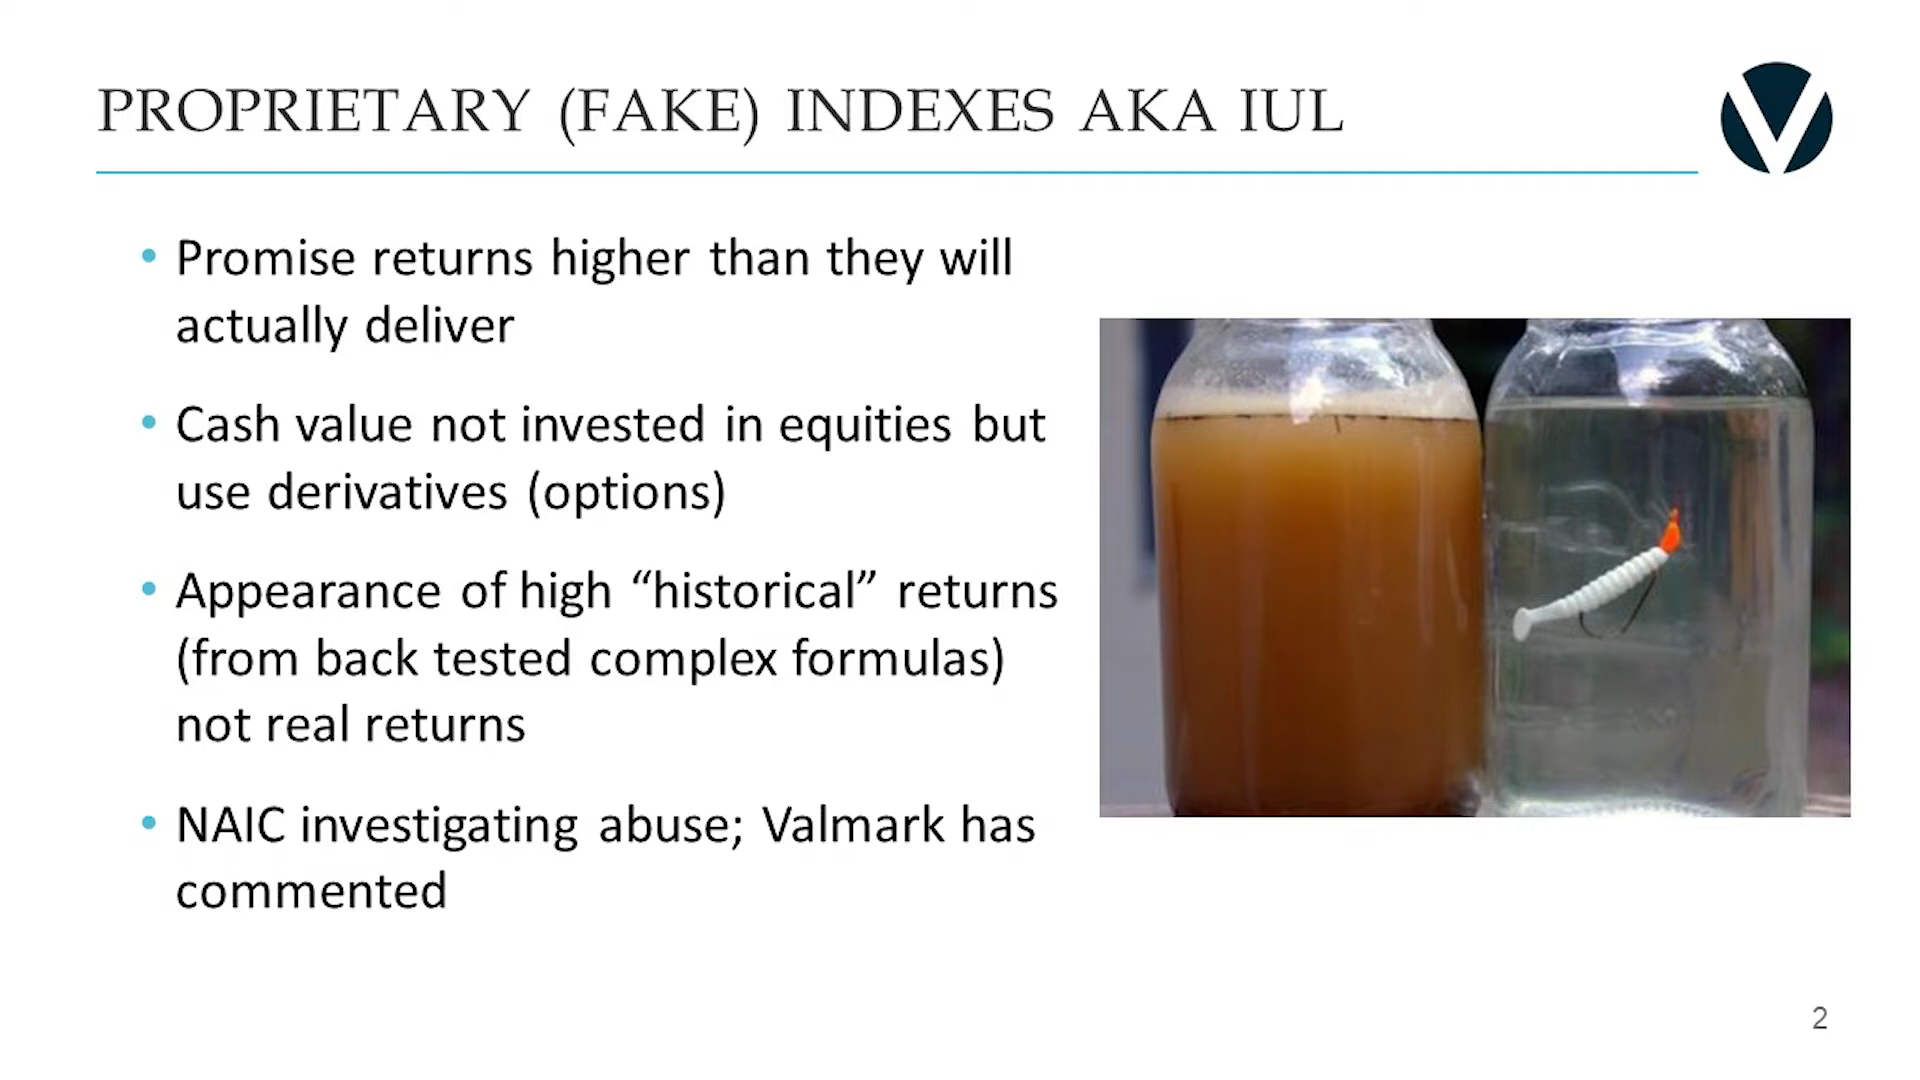 PROPRIETARY (FAKE) INDEXES AKA IUL
• Promise returns higher than they will
actually deliver
• Cash value not invested in equities but
use derivatives (options)
• Appearance of high “historical” returns
(from back tested complex formulas)
not real returns
• NAIC investigating abuse; Valmark has
commented
2